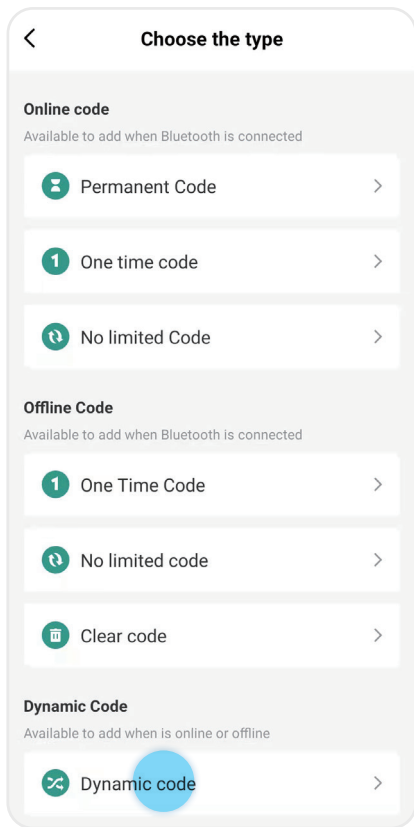 Choose the type
Online code
Available to add when Bluetooth is connected
Permanent Code
1 One time code
No limited Code
Offline Code
Available to add when Bluetooth is connected
1 One Time Code
No limited code
Clear code
Dynamic Code
Available to add when is online or offline
Dynamic code